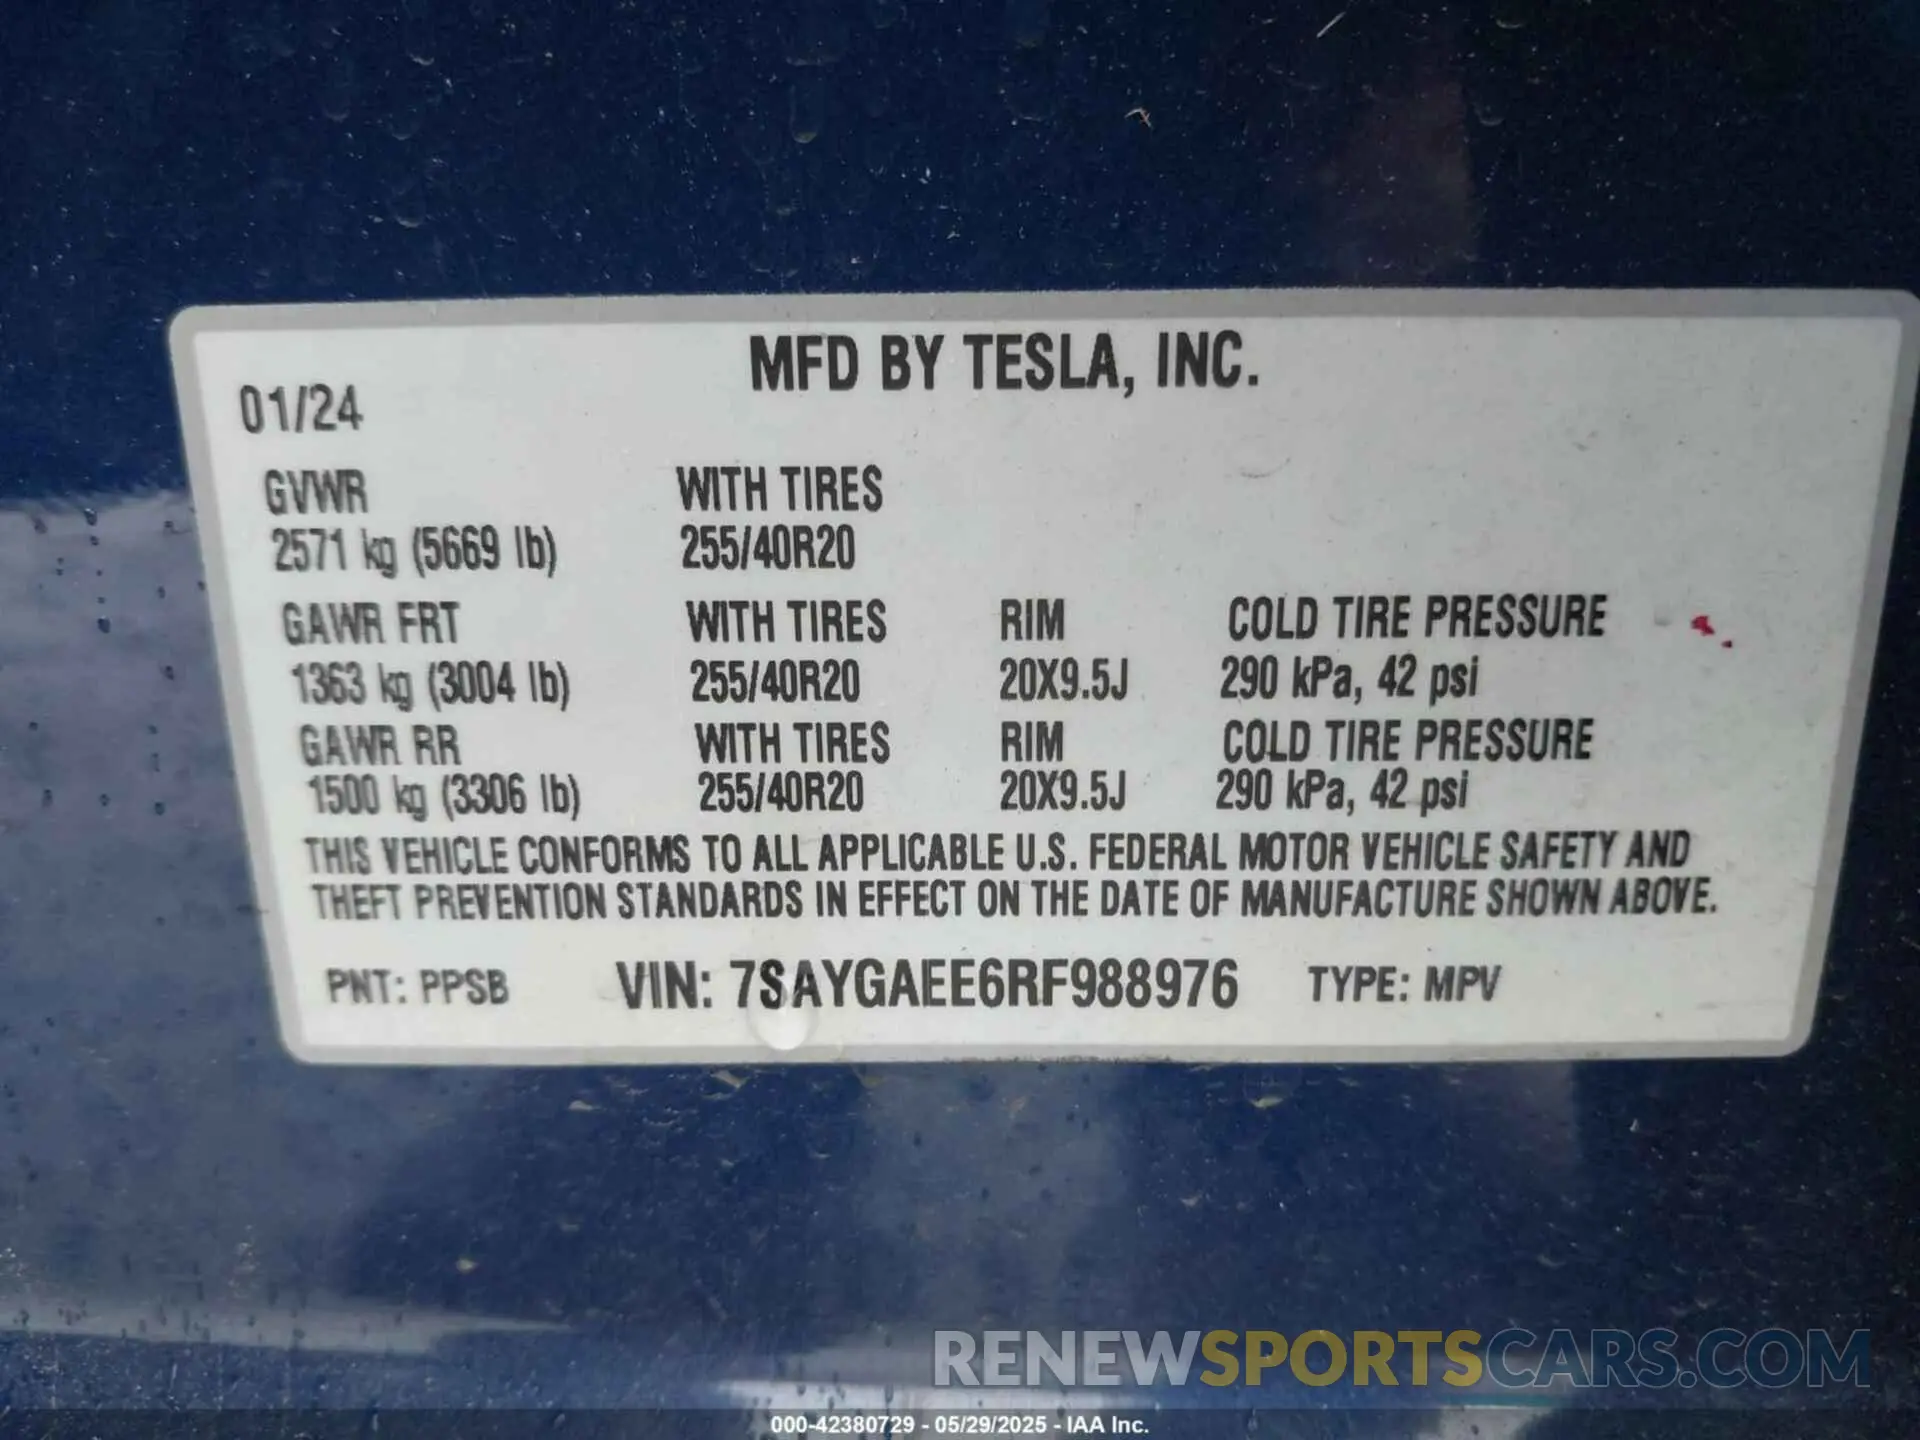 MFD BY TESLA, INC.
01/24
GVWR WITH TIRES
2571 kg (5669 lb) 255/40R20
GAWR FRT WITH TIRES RIM COLD TIRE PRESSURE
1363 kg (3004 lb) 255/40R20 20X9.5J 290 kPa, 42 psi
GAWR RR WITH TIRES RIM COLD TIRE PRESSURE
1500 kg (3306 lb) 255/40R20 20X9.5J 290 kPa, 42 psi
THIS VEHICLE CONFORMS TO ALL APPLICABLE U.S. FEDERAL MOTOR VEHICLE SAFETY AND
THEFT PREVENTION STANDARDS IN EFFECT ON THE DATE OF MANUFACTURE SHOWN ABOVE.
PNT: PPSB VIN: 7SAYGAEE6RF988976 TYPE: MPV
RENEWSPORTSCARS.COM
000-42380729 - 05/29/2025 - IAA Inc.